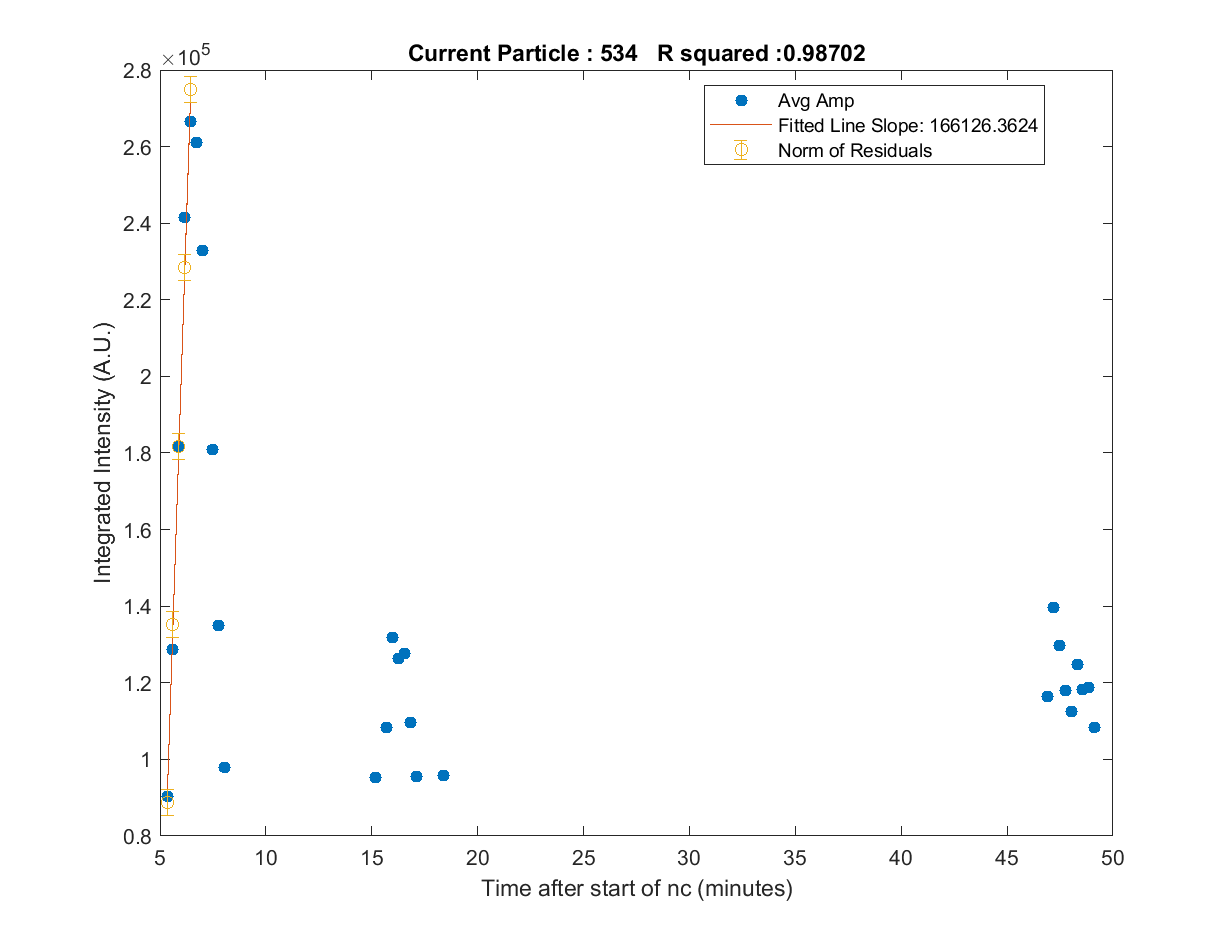 Current Particle : 534   R squared :0.98702
×10^5
2.8
2.6
2.4
2.2
2
1.8
1.6
1.4
1.2
1
0.8
Integrated Intensity (A.U.)
Avg Amp
Fitted Line Slope: 166126.3624
Norm of Residuals
5 10 15 20 25 30 35 40 45 50
Time after start of nc (minutes)